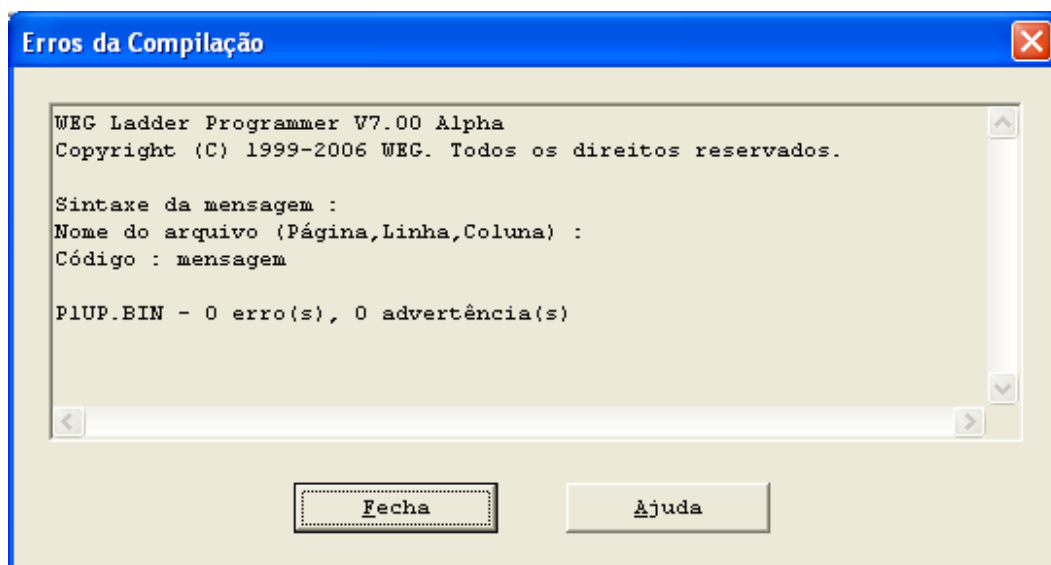 Erros da Compilação
WEG Ladder Programmer V7.00 Alpha
Copyright (C) 1999-2006 WEG. Todos os direitos reservados.
Sintaxe da mensagem :
Nome do arquivo (Página,Linha,Coluna) :
Código : mensagem
P1UP.BIN - 0 erro(s), 0 advertência(s)
Fecha
Ajuda